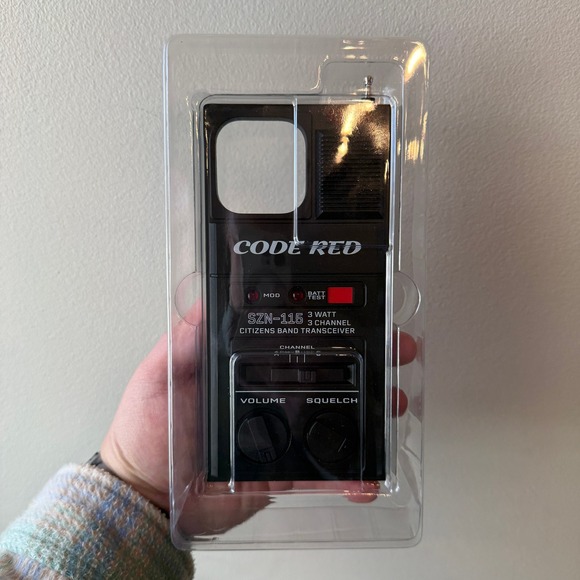 CODE RED
MOD
BATT
TEST
SZN-115 3 WATT
3 CHANNEL
CITIZENS BAND TRANSCEIVER
CHANNEL
VOLUME SQUELCH